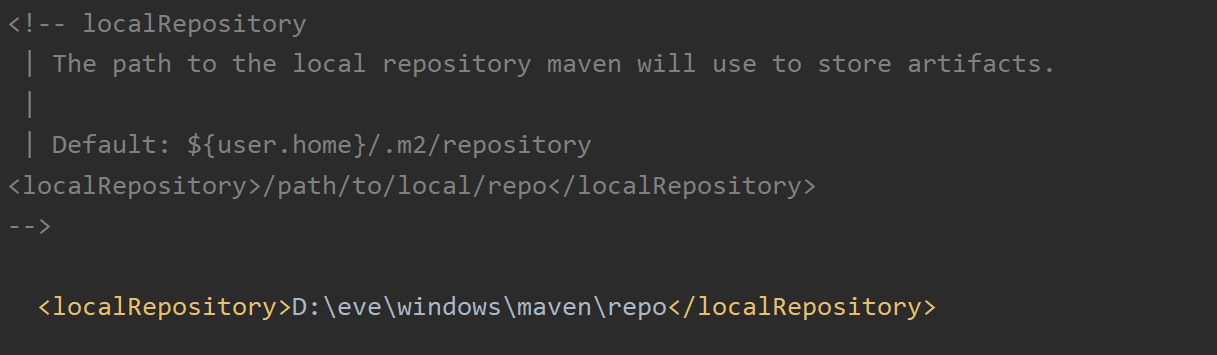 <!-- localRepository
 | The path to the local repository maven will use to store artifacts.
 |
 | Default: ${user.home}/.m2/repository
<localRepository>/path/to/local/repo</localRepository>
-->
<localRepository>D:\eve\windows\maven\repo</localRepository>